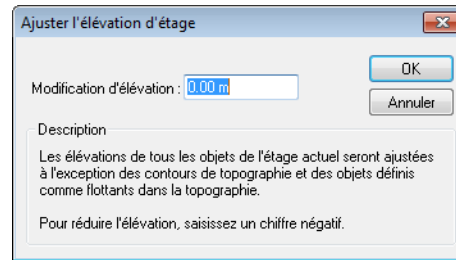 Ajuster l'élévation d'étage
Modification d'élévation : 0.00 m
OK
Annuler
Description
Les élévations de tous les objets de l'étage actuel seront ajustées
à l'exception des contours de topographie et des objets définis
comme flottants dans la topographie.
Pour réduire l'élévation, saisissez un chiffre négatif.